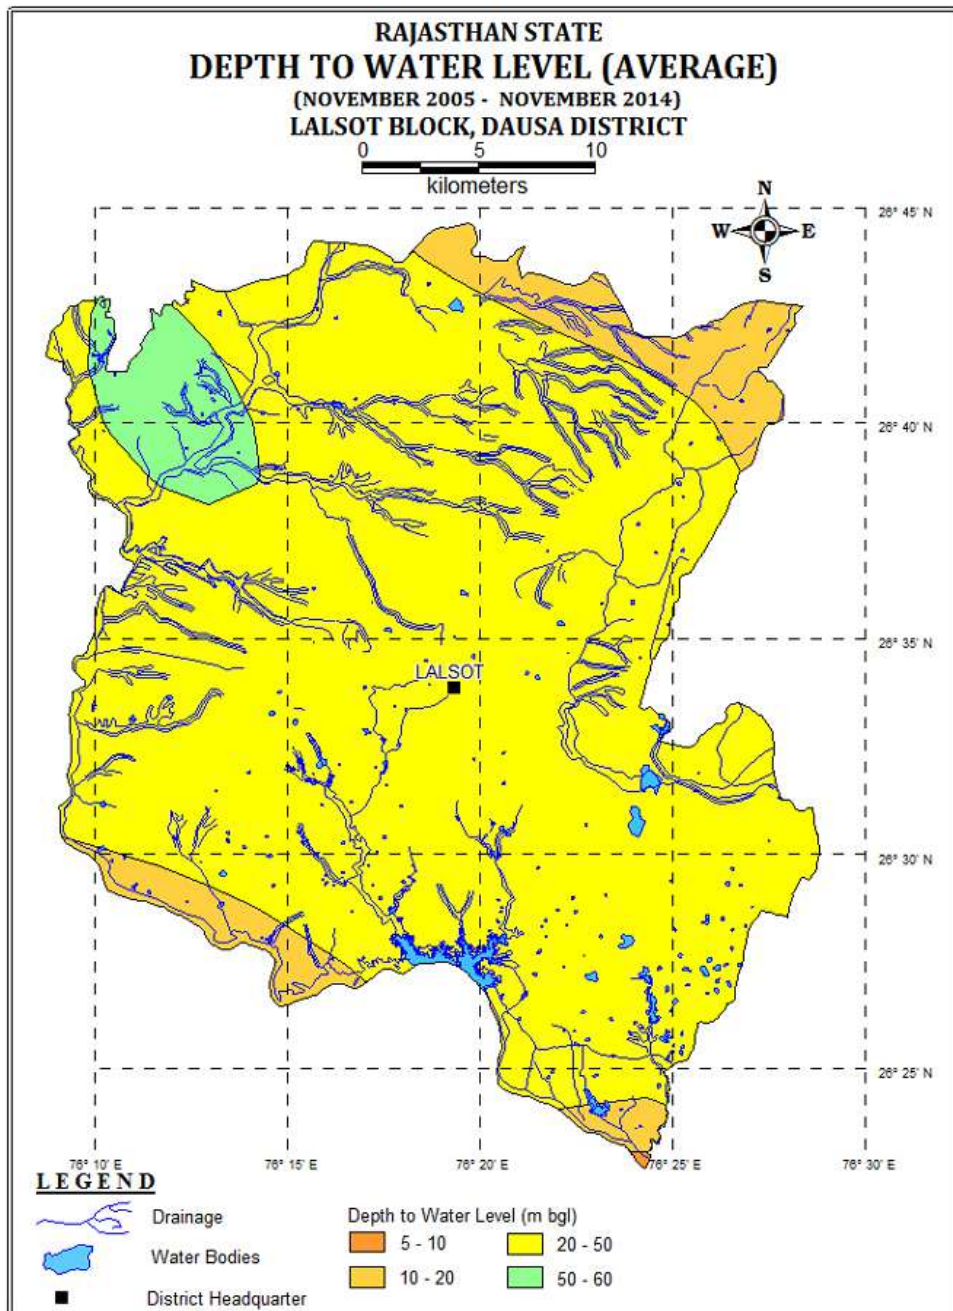 RAJASTHAN STATE
DEPTH TO WATER LEVEL (AVERAGE)
(NOVEMBER 2005 - NOVEMBER 2014)
LALSOT BLOCK, DAUSA DISTRICT
0 5 10
kilometers
N
W E
S
26° 45' N
26° 40' N
26° 35' N
LALSOT
26° 30' N
26° 25' N
76° 10' E 76° 15' E 76° 20' E 76° 25' E 76° 30' E
LEGEND
Drainage
Water Bodies
District Headquarter
Depth to Water Level (m bgl)
5 - 10 20 - 50
10 - 20 50 - 60